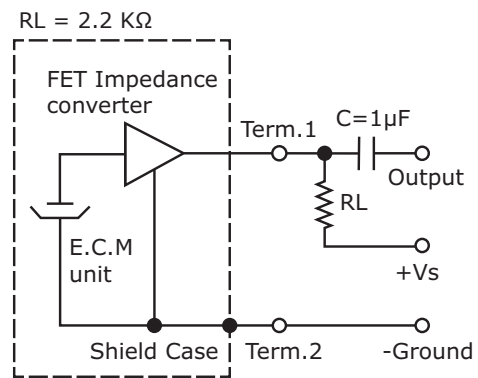 RL = 2.2 KΩ
FET Impedance
converter
Term.1
C=1µF
Output
RL
E.C.M
unit
+Vs
Shield Case
Term.2
-Ground